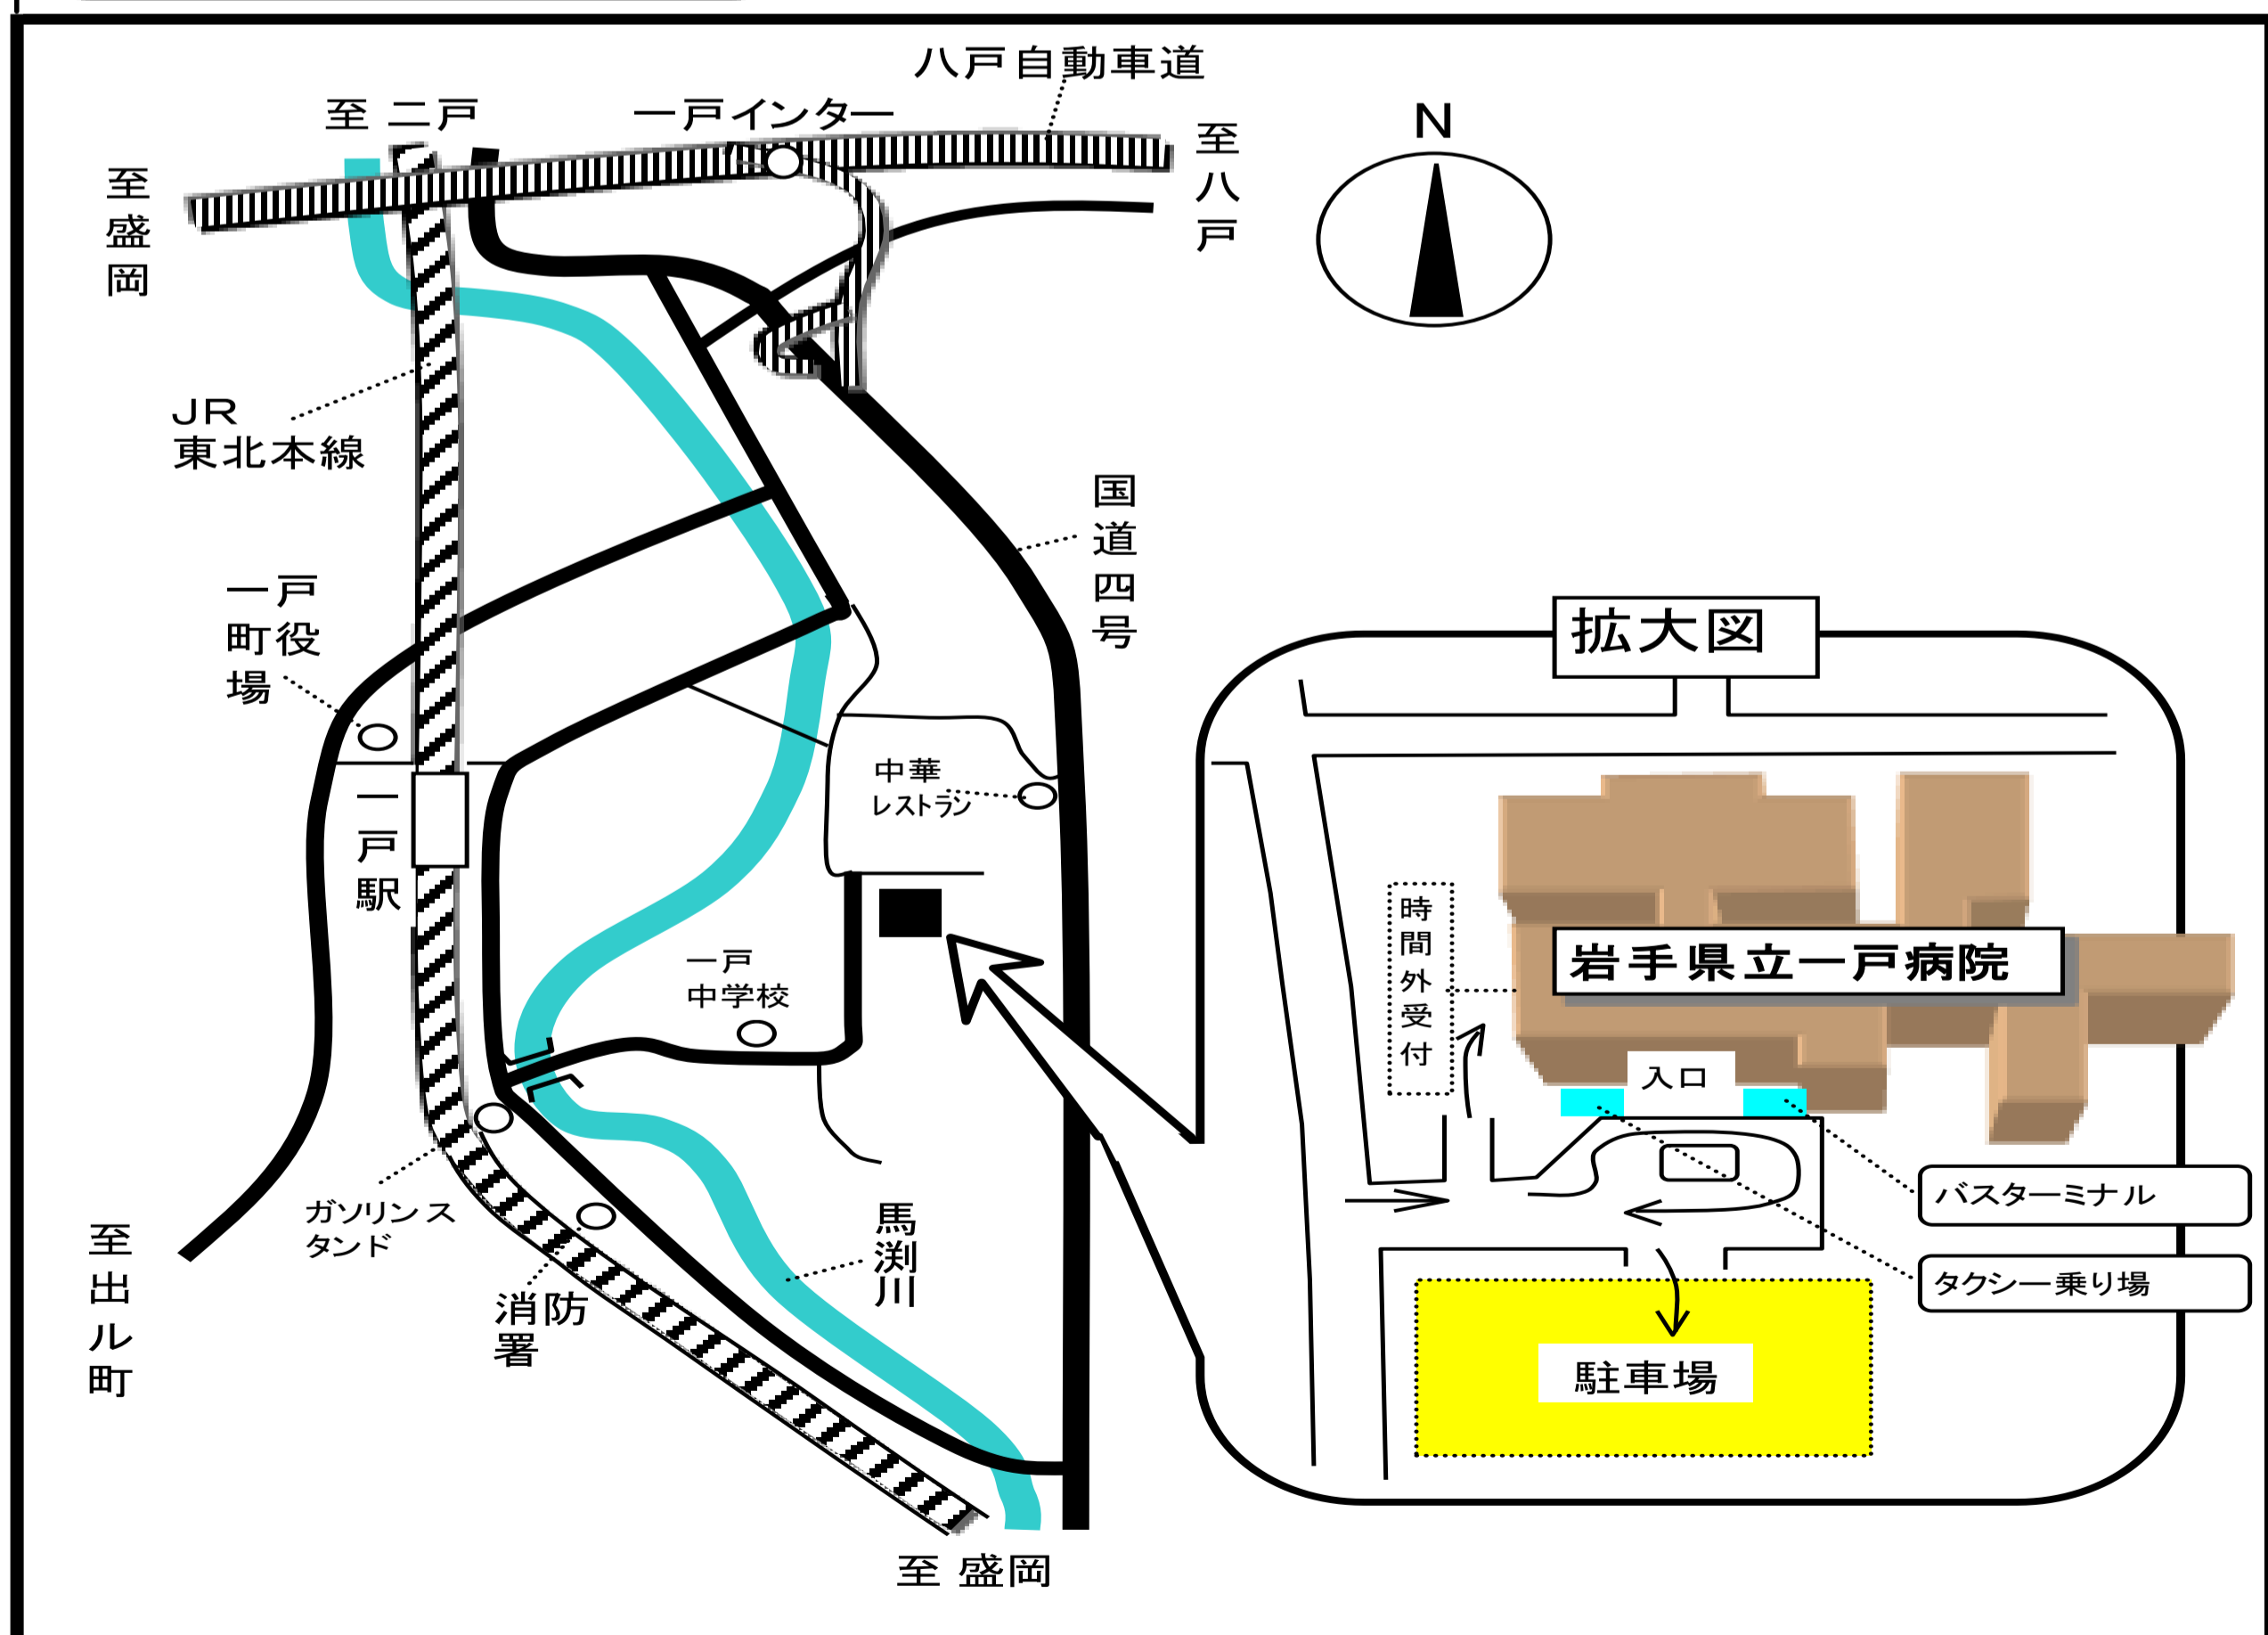 八戸自動車道
至 二戸
一戸インター
N
至八戸
至盛岡
JR
東北本線
国道四号
一戸
町役
場
拡大図
中華
レストラン
一戸駅
時間外受付
岩手県立一戸病院
一戸
中学校
入口
バスターミナル
ガソリンス
タンド
馬渕川
至出ル町
タクシー乗り場
消防
署
駐車場
至 盛岡